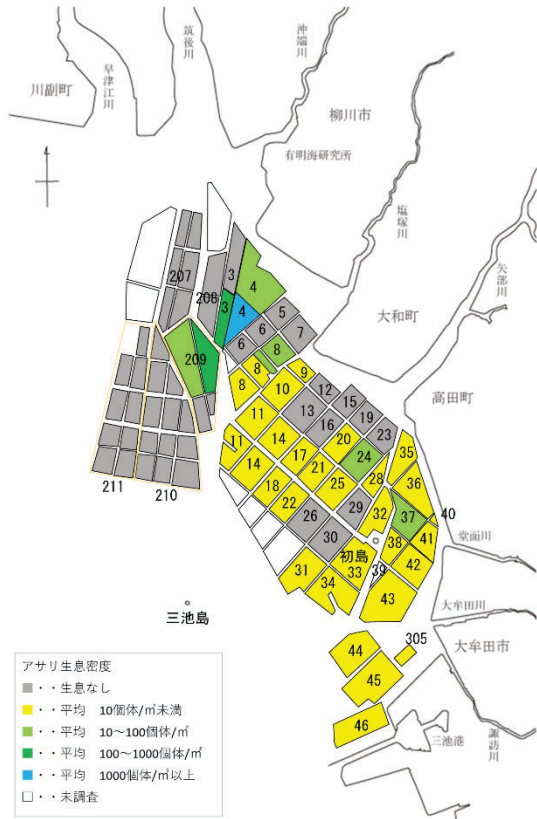 川副町
早津江川
筑後川
沖端川
柳川市
有明海研究所
塩塚川
矢部川
大和町
高田町
207
208
3
4
3
4
5
6
7
6
209
8
8
8
9
10
12
15
13
19
11
16
23
14
20
35
11
17
24
14
21
28
36
18
25
22
29
32
37
40
26
41
30
38
堂面川
211
210
初島
39
42
31
33
34
43
大牟田川
三池島
305
大牟田市
44
45
46
諏訪川
三池港
アサリ生息密度
・・生息なし
・・平均 10個体/㎡未満
・・平均 10～100個体/㎡
・・平均 100～1000個体/㎡
・・平均 1000個体/㎡以上
・・未調査